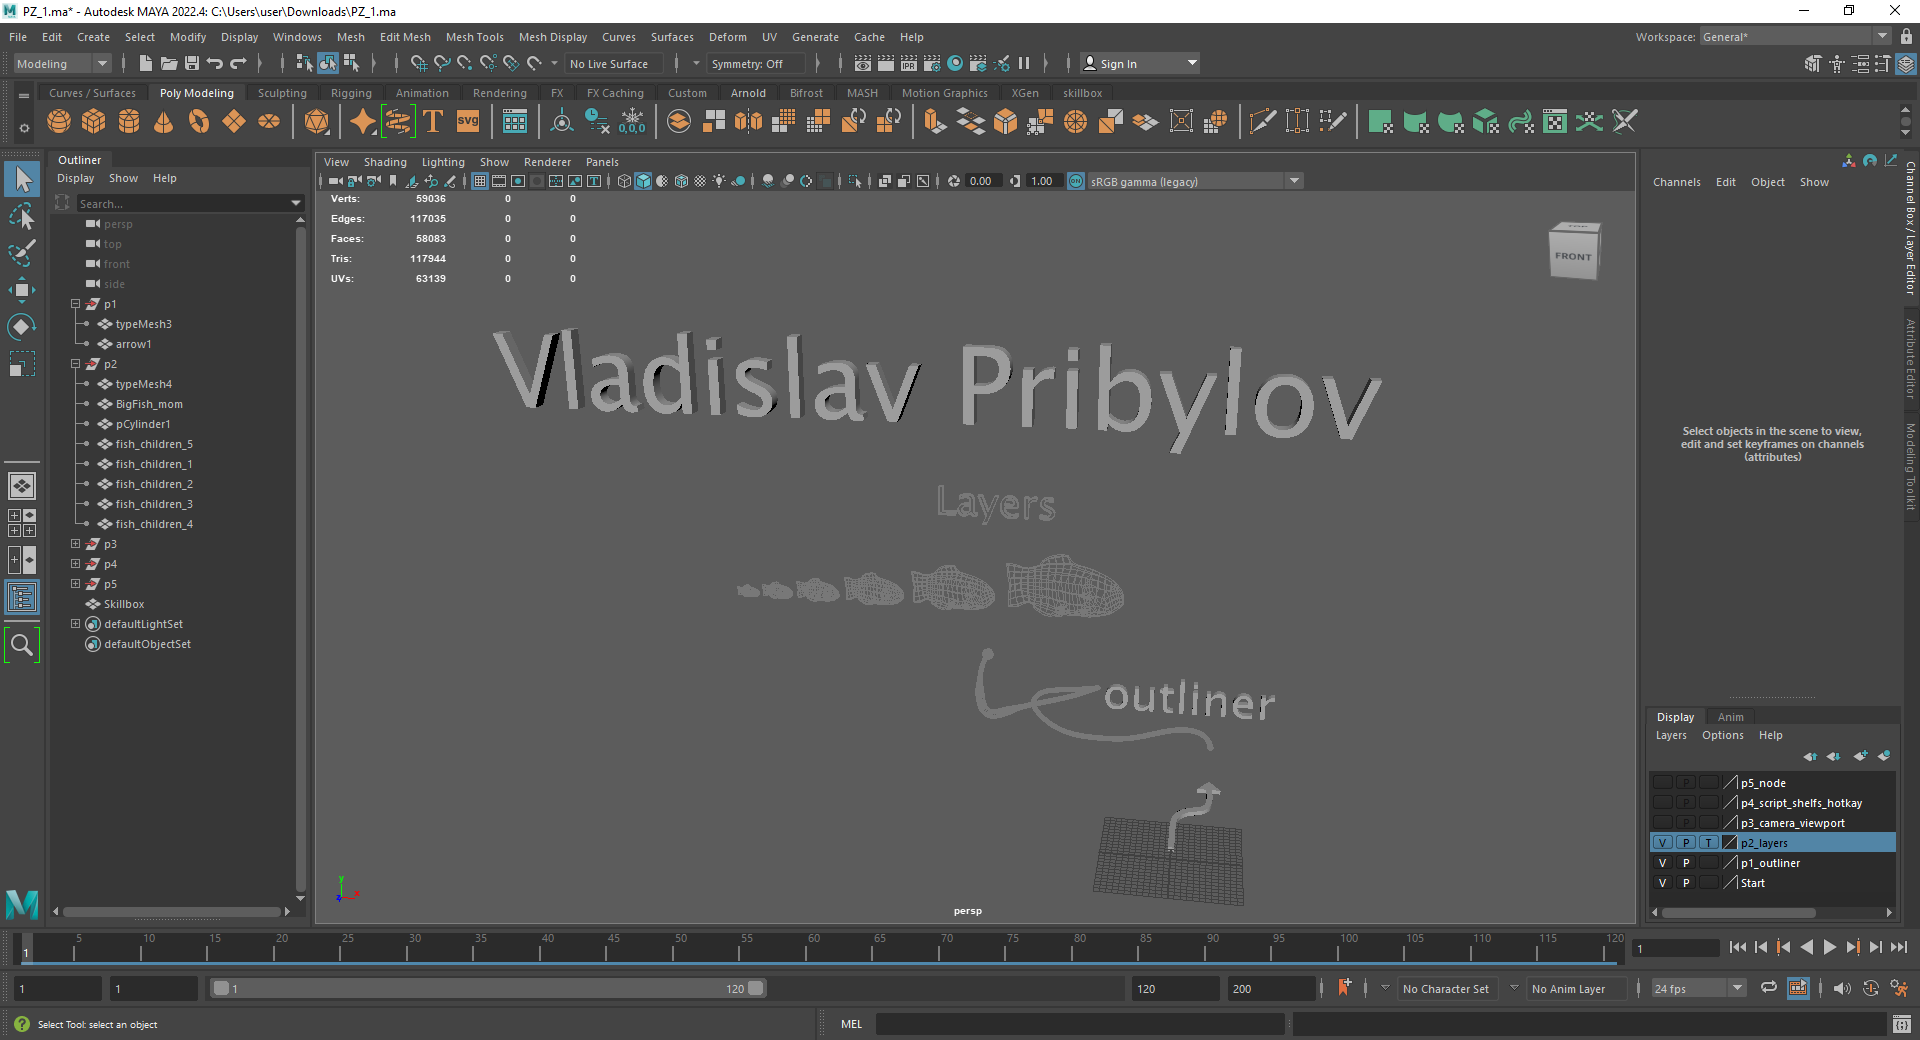 PZ_1.ma* - Autodesk MAYA 2022.4: C:\Users\user\Downloads\PZ_1.ma
File Edit Create Select Modify Display Windows Mesh Edit Mesh Mesh Tools Mesh Display Curves Surfaces Deform UV Generate Cache Help
Workspace: General*
Modeling
No Live Surface
Symmetry: Off
IPR
Sign In
Curves / Surfaces Poly Modeling Sculpting Rigging Animation Rendering FX FX Caching Custom Arnold Bifrost MASH Motion Graphics XGen skillbox
T
SVG
0,0,0
Outliner
Display Show Help
Search...
persp
top
front
side
p1
typeMesh3
arrow1
p2
typeMesh4
BigFish_mom
pCylinder1
fish_children_5
fish_children_1
fish_children_2
fish_children_3
fish_children_4
p3
p4
p5
Skillbox
defaultLightSet
defaultObjectSet
View Shading Lighting Show Renderer Panels
0.00
1.00
ON
sRGB gamma (legacy)
Verts: 59036 0 0
Edges: 117035 0 0
Faces: 58083 0 0
Tris: 117944 0 0
UVs: 63139 0 0
TOP
FRONT
Vladislav Pribylov
Layers
outliner
y
x
z
persp
Channels Edit Object Show
Select objects in the scene to view,
edit and set keyframes on channels
(attributes)
Channel Box / Layer Editor
Attribute Editor
Modeling Toolkit
Display Anim
Layers Options Help
P p5_node
P p4_script_shelfs_hotkay
P p3_camera_viewport
V P T p2_layers
V P p1_outliner
V P Start
1 5 10 15 20 25 30 35 40 45 50 55 60 65 70 75 80 85 90 95 100 105 110 115 120
1
1
1
1
120
120
200
No Character Set
No Anim Layer
24 fps
Select Tool: select an object
MEL